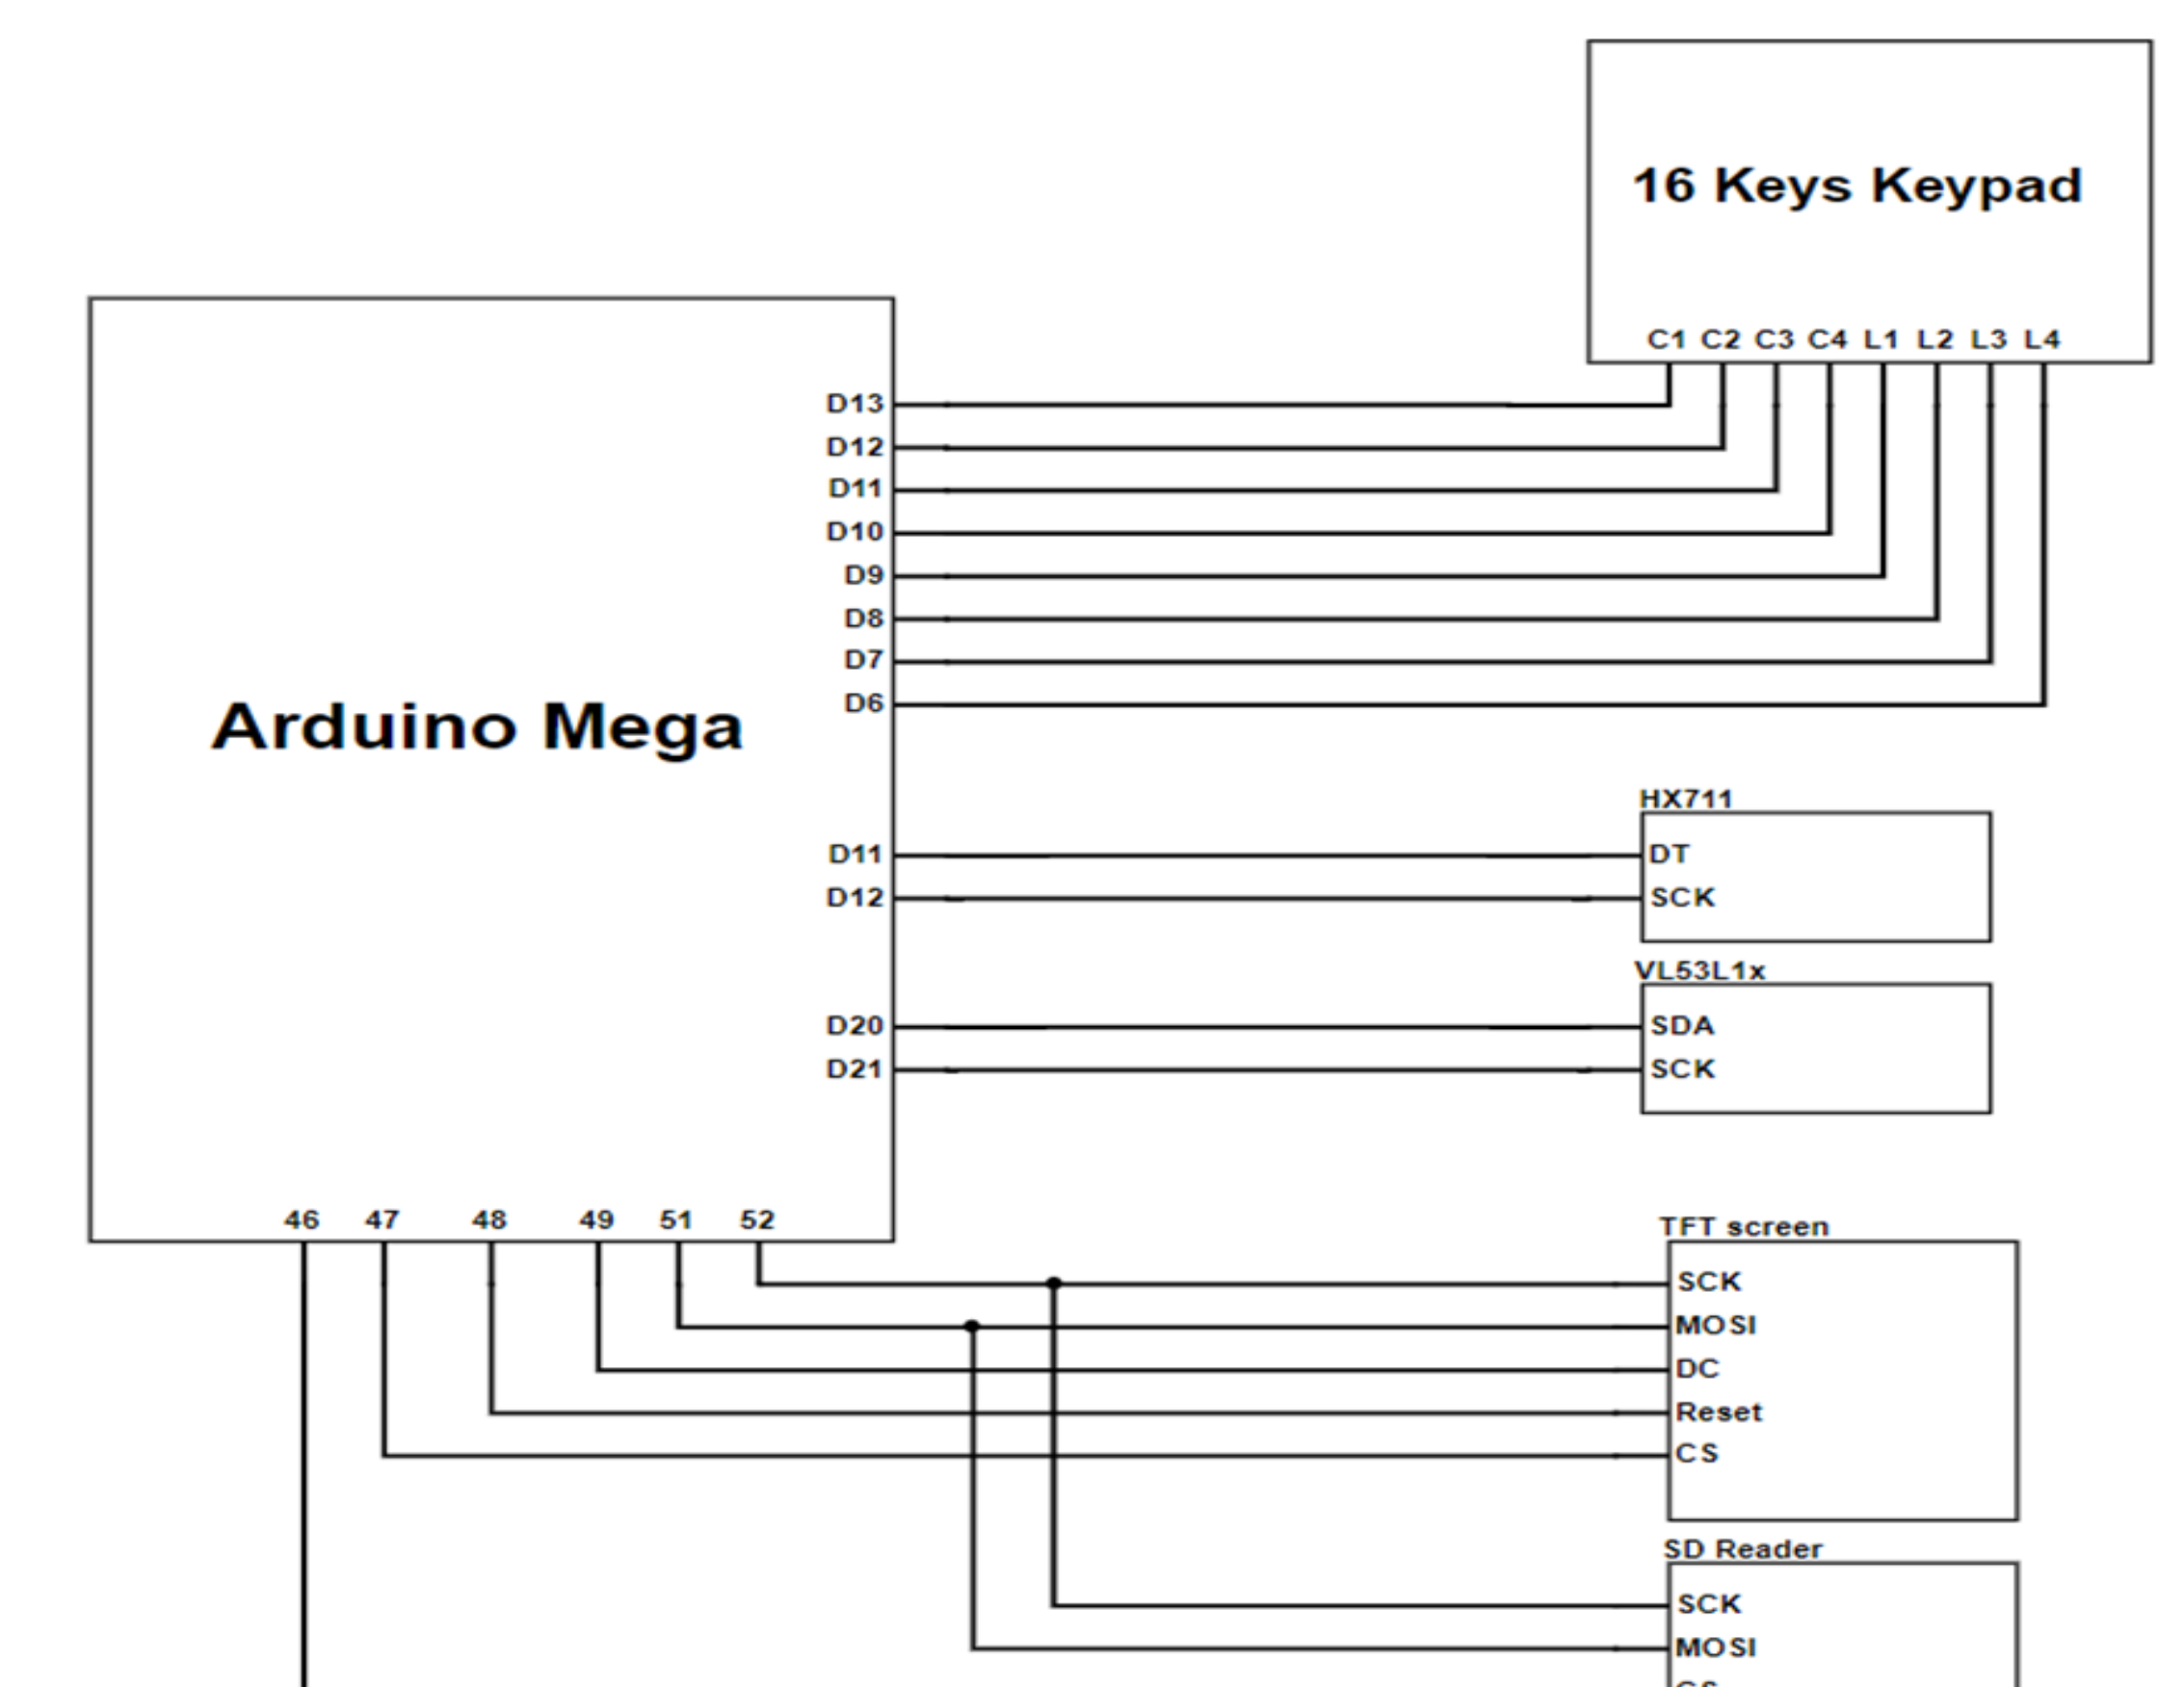 16 Keys Keypad
C1 C2 C3 C4 L1 L2 L3 L4
Arduino Mega
D13
D12
D11
D10
D9
D8
D7
D6
D11
D12
D20
D21
46 47 48 49 51 52
HX711
DT
SCK
VL53L1x
SDA
SCK
TFT screen
SCK
MOSI
DC
Reset
CS
SD Reader
SCK
MOSI